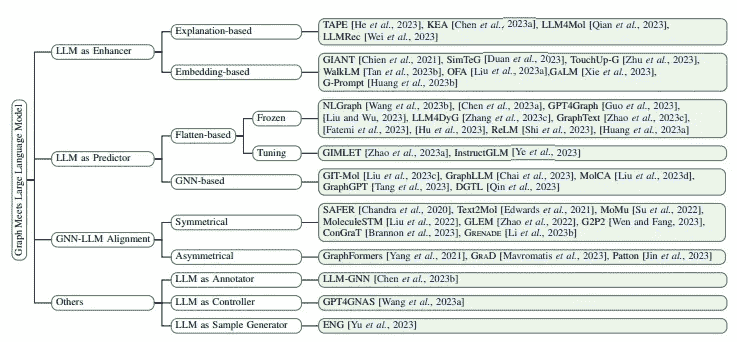 Graph Meets Large Language Model
LLM as Enhancer
Explanation-based
TAPE [He et al., 2023], KEA [Chen et al., 2023a], LLM4Mol [Qian et al., 2023],
LLMRec [Wei et al., 2023]
Embedding-based
GIANT [Chien et al., 2021], SimTeG [Duan et al., 2023], TouchUp-G [Zhu et al., 2023],
WalkLM [Tan et al., 2023b], OFA [Liu et al., 2023a],GALM [Xie et al., 2023],
G-Prompt [Huang et al., 2023b]
LLM as Predictor
Flatten-based
Frozen
NLGraph [Wang et al., 2023b], [Chen et al., 2023a], GPT4Graph [Guo et al., 2023],
[Liu and Wu, 2023], LLM4DyG [Zhang et al., 2023c], GraphText [Zhao et al., 2023c],
[Fatemi et al., 2023], [Hu et al., 2023], ReLM [Shi et al., 2023], [Huang et al., 2023a]
Tuning
GIMLET [Zhao et al., 2023a], InstructGLM [Ye et al., 2023]
GNN-based
GIT-Mol [Liu et al., 2023c], GraphLLM [Chai et al., 2023], MolCA [Liu et al., 2023d],
GraphGPT [Tang et al., 2023], DGTL [Qin et al., 2023]
GNN-LLM Alignment
Symmetrical
SAFER [Chandra et al., 2020], Text2Mol [Edwards et al., 2021], MoMu [Su et al., 2022],
MoleculeSTM [Liu et al., 2022], GLEM [Zhao et al., 2022], G2P2 [Wen and Fang, 2023],
ConGraT [Brannon et al., 2023], GRENADE [Li et al., 2023b]
Asymmetrical
GraphFormers [Yang et al., 2021], GRAD [Mavromatis et al., 2023], Patton [Jin et al., 2023]
Others
LLM as Annotator
LLM-GNN [Chen et al., 2023b]
LLM as Controller
GPT4GNAS [Wang et al., 2023a]
LLM as Sample Generator
ENG [Yu et al., 2023]